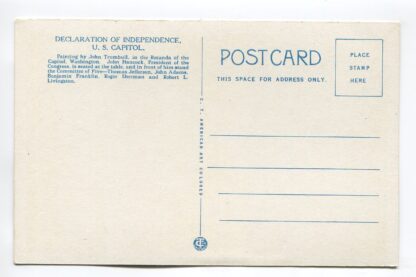 DECLARATION OF INDEPENDENCE,
U. S. CAPITOL.
Painting by John Trumbull, in the Rotunda of the
Capitol, Washington. John Hancock, President of the
Congress, is seated at the table, and in front of him stand
the Committee of Five—Thomas Jefferson, John Adams,
Benjamin Franklin, Roger Sherman and Robert L.
Livingston.
C. T. AMERICAN ART COLORED
POST CARD
THIS SPACE FOR ADDRESS ONLY.
PLACE
STAMP
HERE